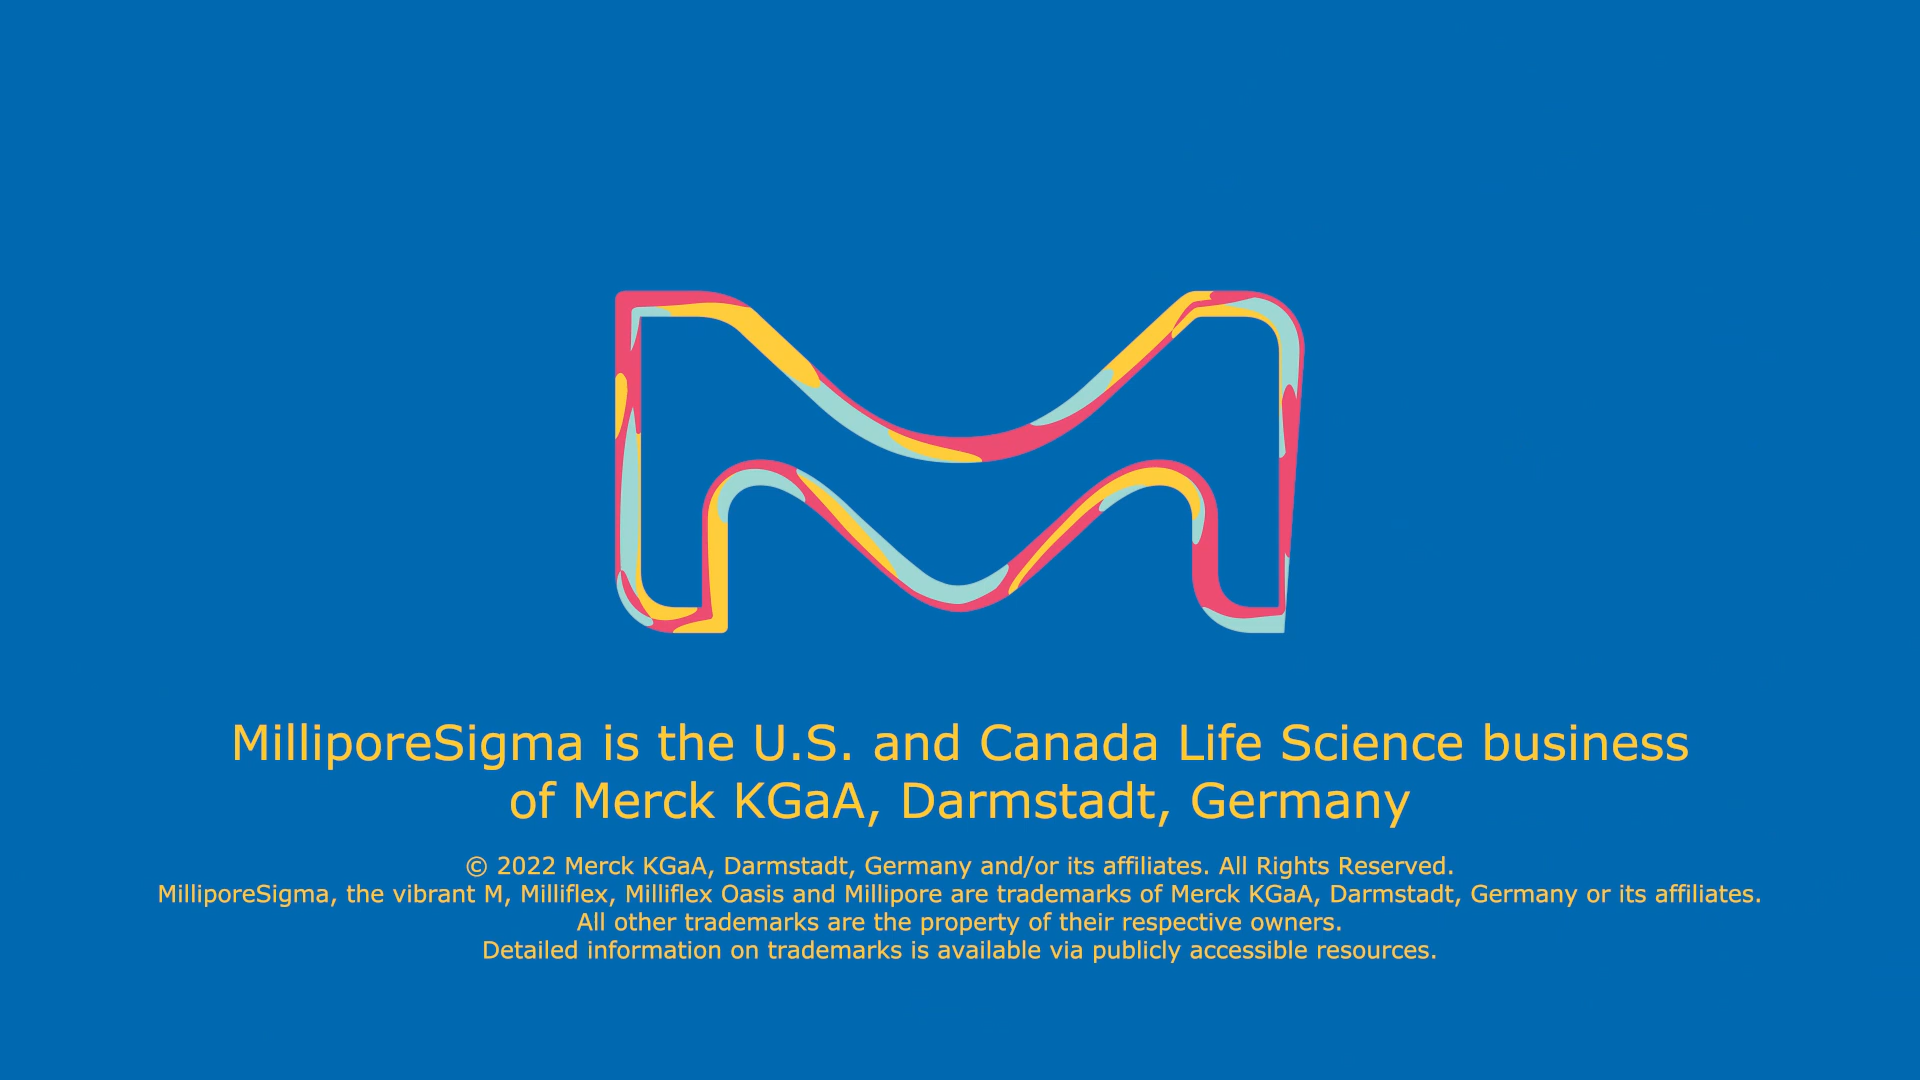 MilliporeSigma is the U.S. and Canada Life Science business
of Merck KGaA, Darmstadt, Germany
© 2022 Merck KGaA, Darmstadt, Germany and/or its affiliates. All Rights Reserved.
MilliporeSigma, the vibrant M, Milliflex, Milliflex Oasis and Millipore are trademarks of Merck KGaA, Darmstadt, Germany or its affiliates.
All other trademarks are the property of their respective owners.
Detailed information on trademarks is available via publicly accessible resources.